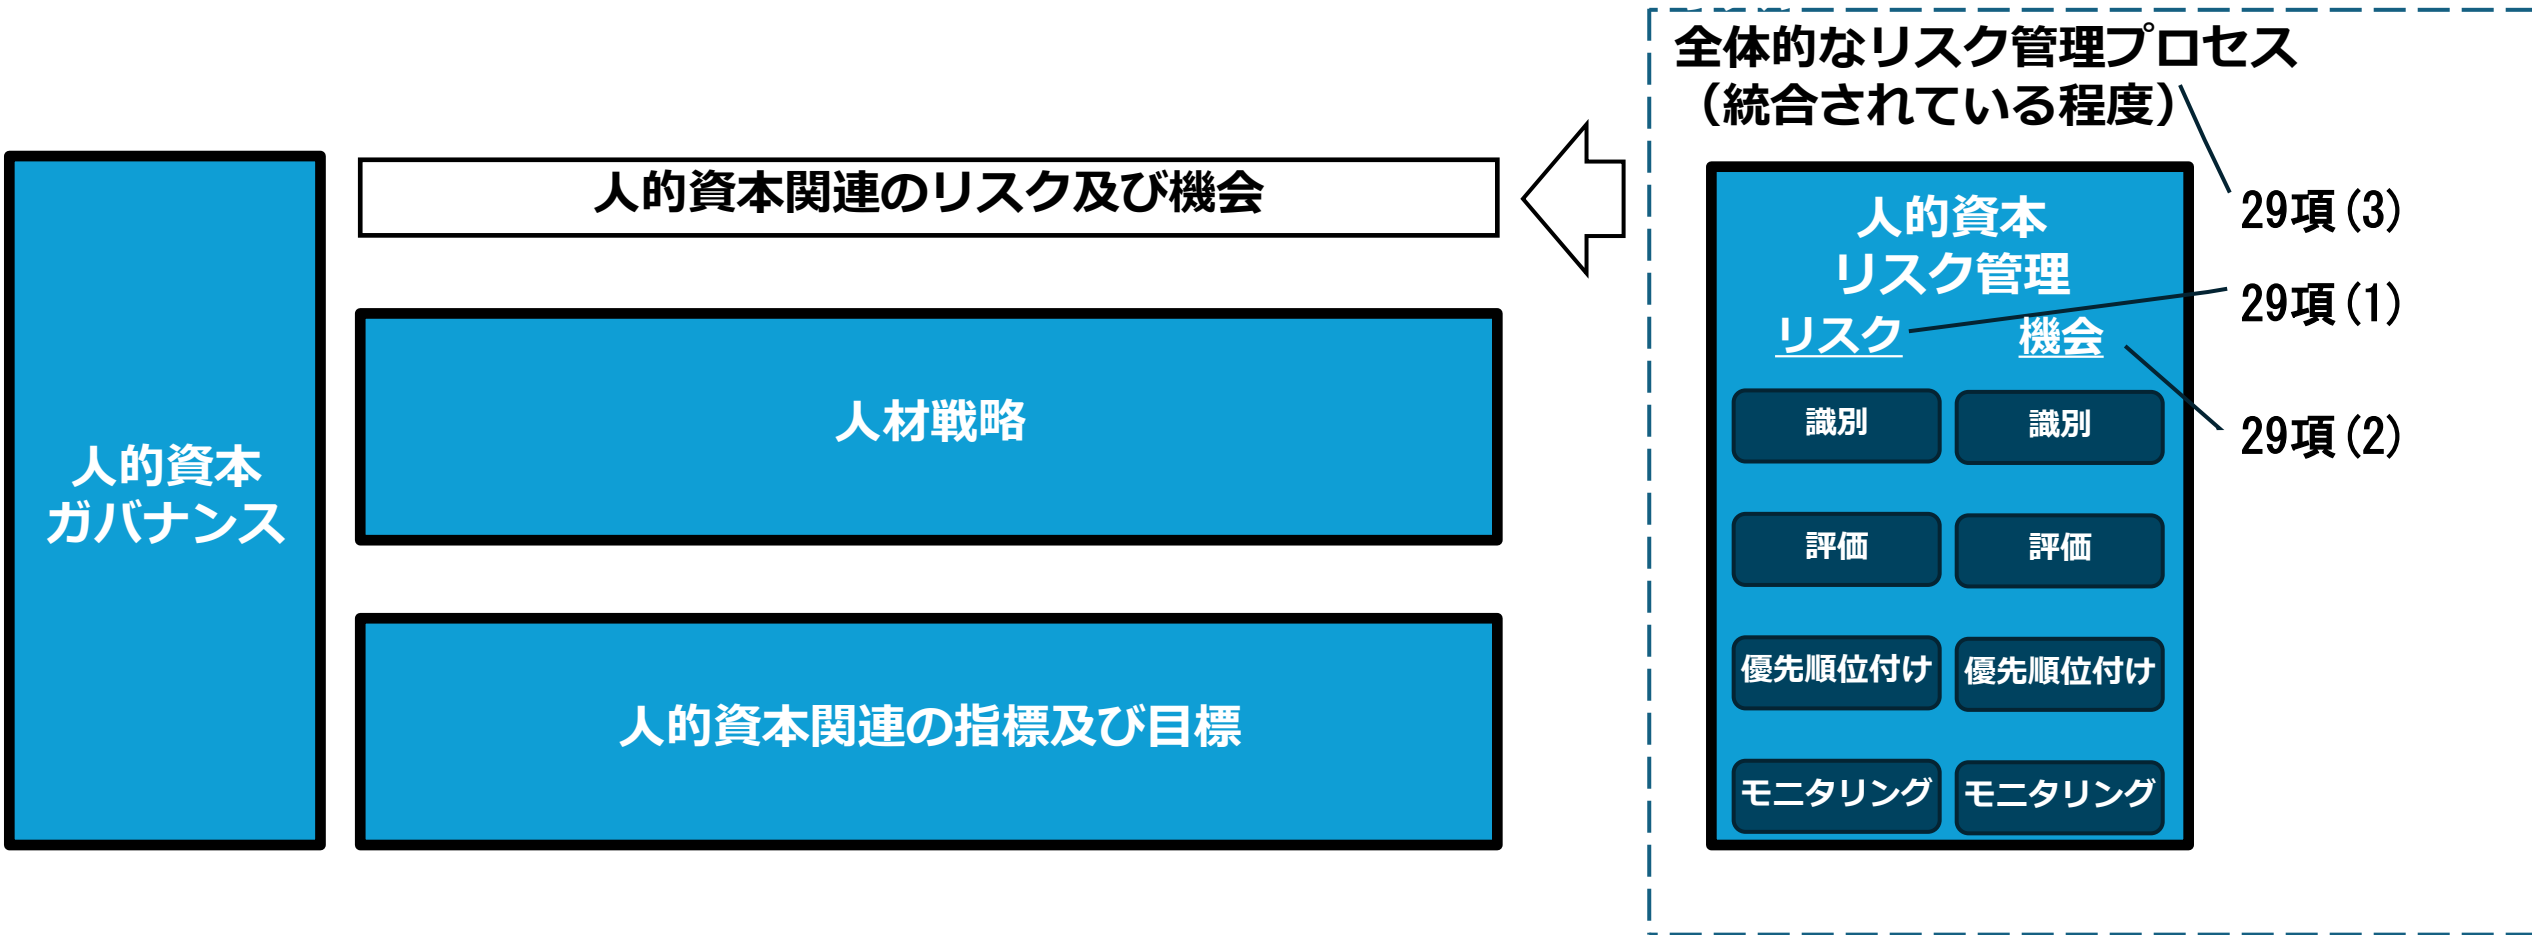 全体的なリスク管理プロセス
（統合されている程度）
人的資本関連のリスク及び機会
人的資本
ガバナンス
人材戦略
人的資本関連の指標及び目標
人的資本
リスク管理
リスク
機会
識別
識別
評価
評価
優先順位付け
優先順位付け
モニタリング
モニタリング
29項(3)
29項(1)
29項(2)